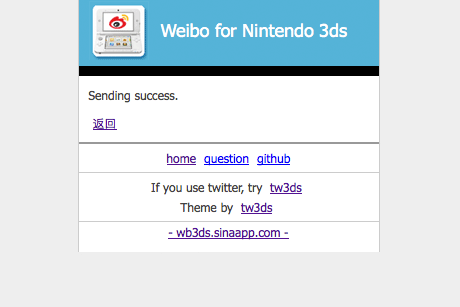 Weibo for Nintendo 3ds
Sending success.
返回
home question github
If you use twitter, try tw3ds
Theme by tw3ds
- wb3ds.sinaapp.com -